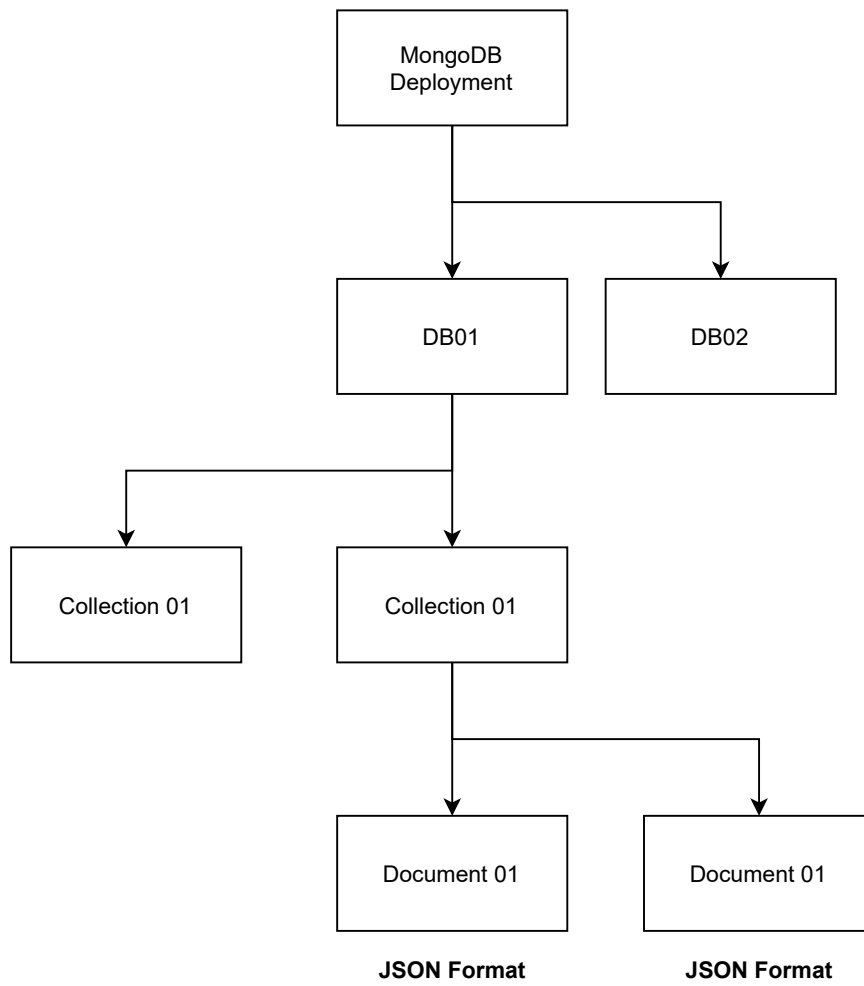 MongoDB
Deployment
DB01
DB02
Collection 01
Collection 01
Document 01
Document 01
JSON Format
JSON Format